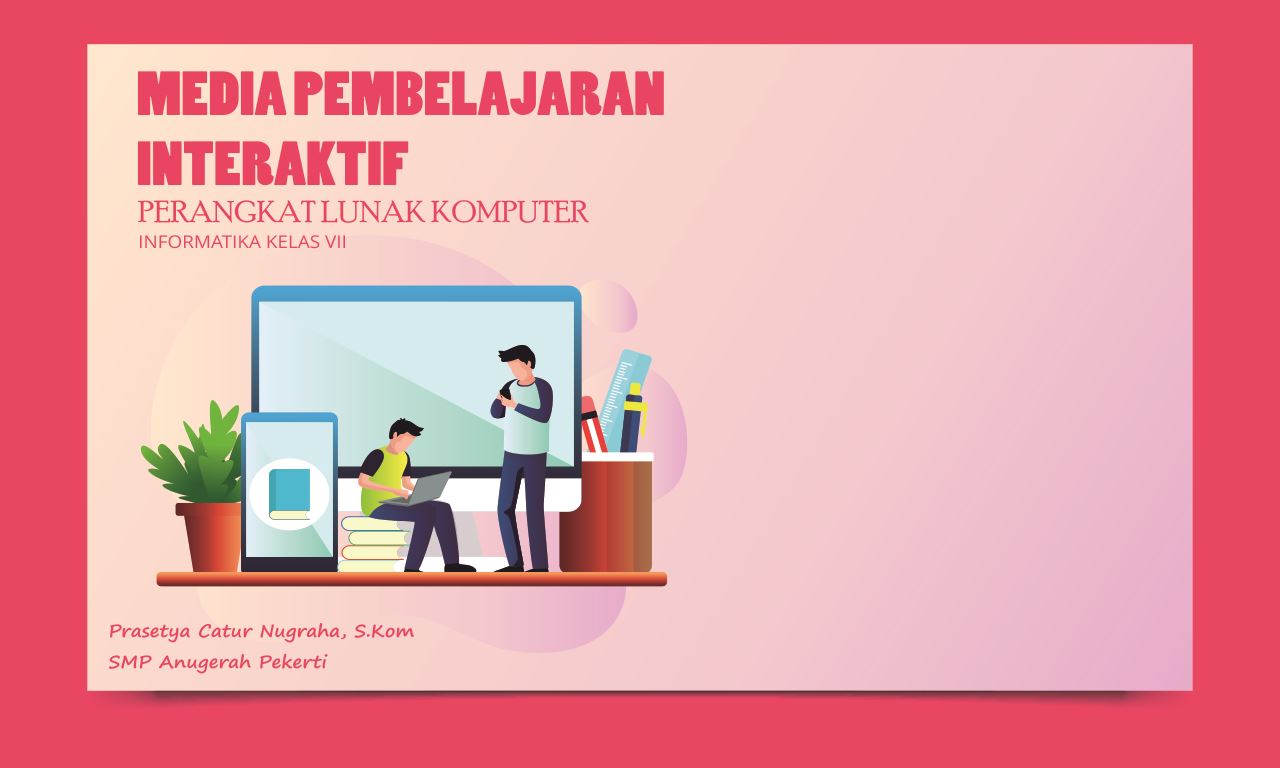 MEDIA PEMBELAJARAN
INTERAKTIF
PERANGKAT LUNAK KOMPUTER
INFORMATIKA KELAS VII
Prasetya Catur Nugraha, S.Kom
SMP Anugerah Pekerti